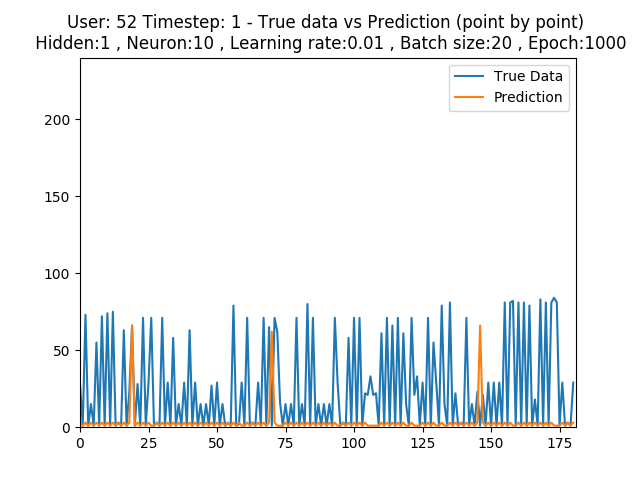 User: 52 Timestep: 1 - True data vs Prediction (point by point)
Hidden:1 , Neuron:10 , Learning rate:0.01 , Batch size:20 , Epoch:1000
True Data
Prediction
200
150
100
50
0
0 25 50 75 100 125 150 175